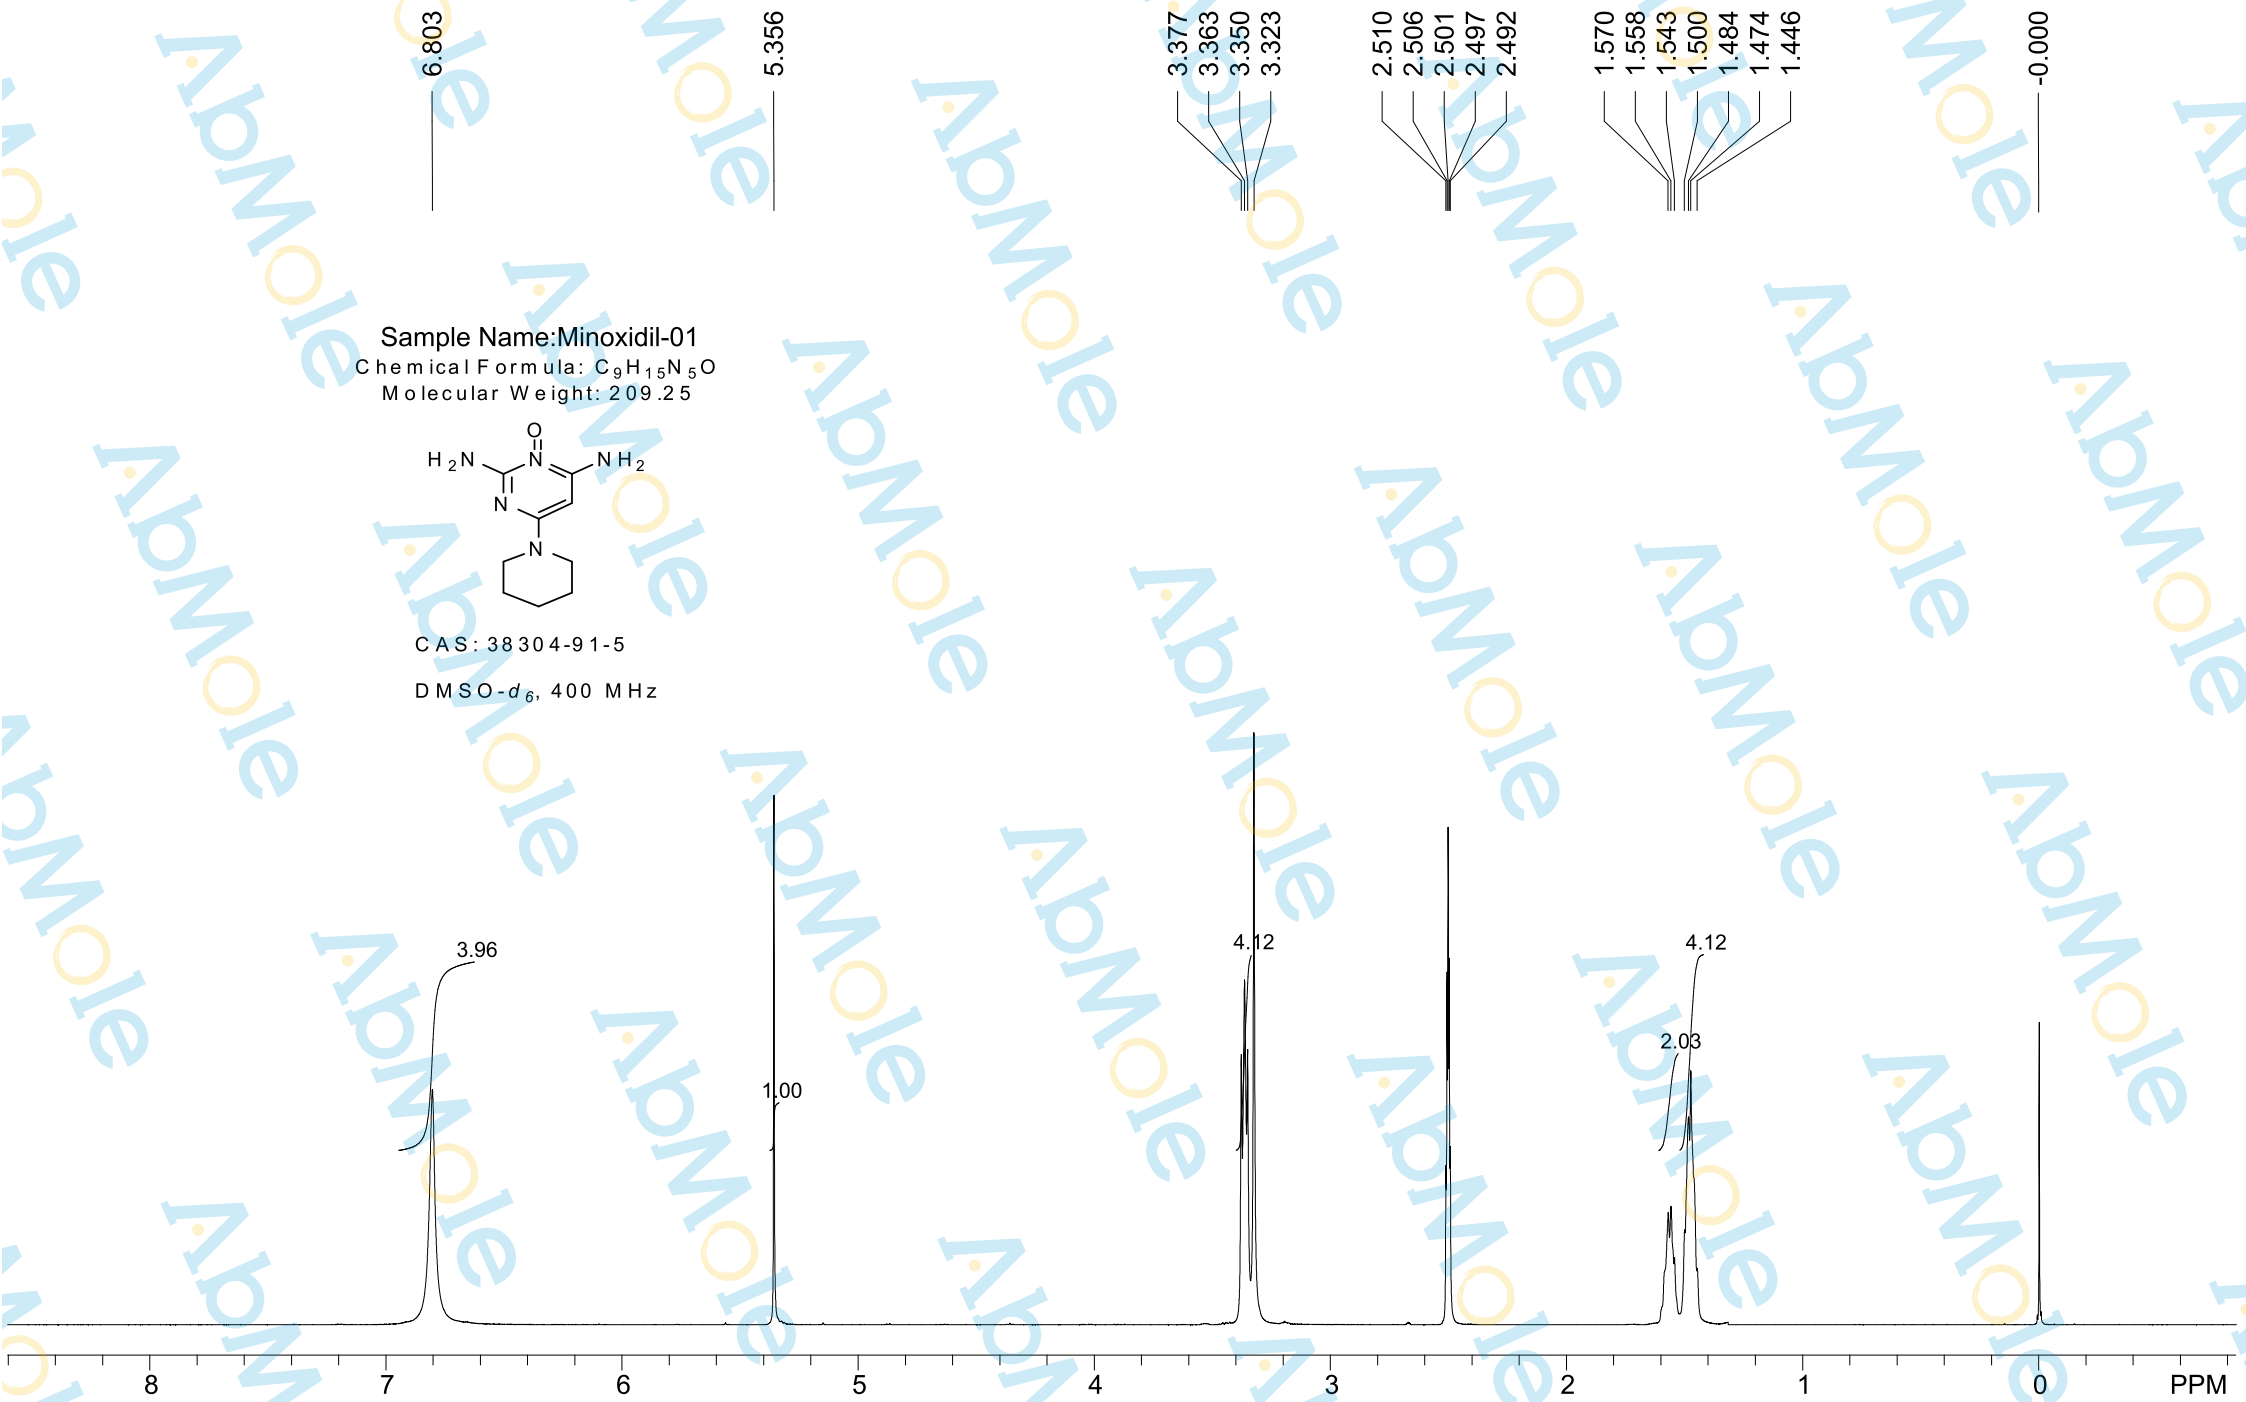 6.803
5.356
3.377
3.363
3.350
3.323
2.510
2.506
2.501
2.497
2.492
1.570
1.558
1.543
1.500
1.484
1.474
1.446
-0.000
Sample Name:Minoxidil-01
Chemical Formula: C9H15N5O
Molecular Weight: 209.25
O
H2N N NH2
N
N
CAS: 38304-91-5
DMSO-d6, 400 MHz
3.96
1.00
4.12
2.03
4.12
8 7 6 5 4 3 2 1 0 PPM
AbMole